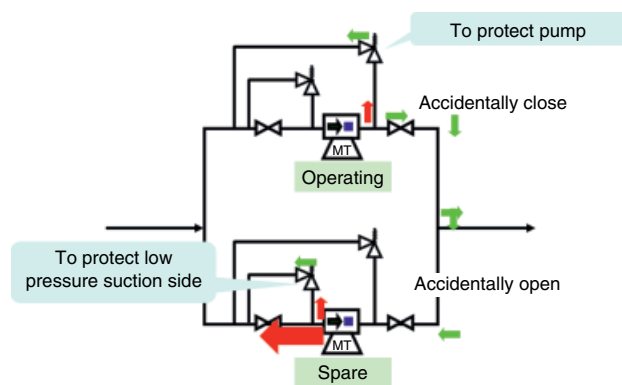 To protect pump
Accidentally close
MT
Operating
To protect low
pressure suction side
Accidentally open
MT
Spare